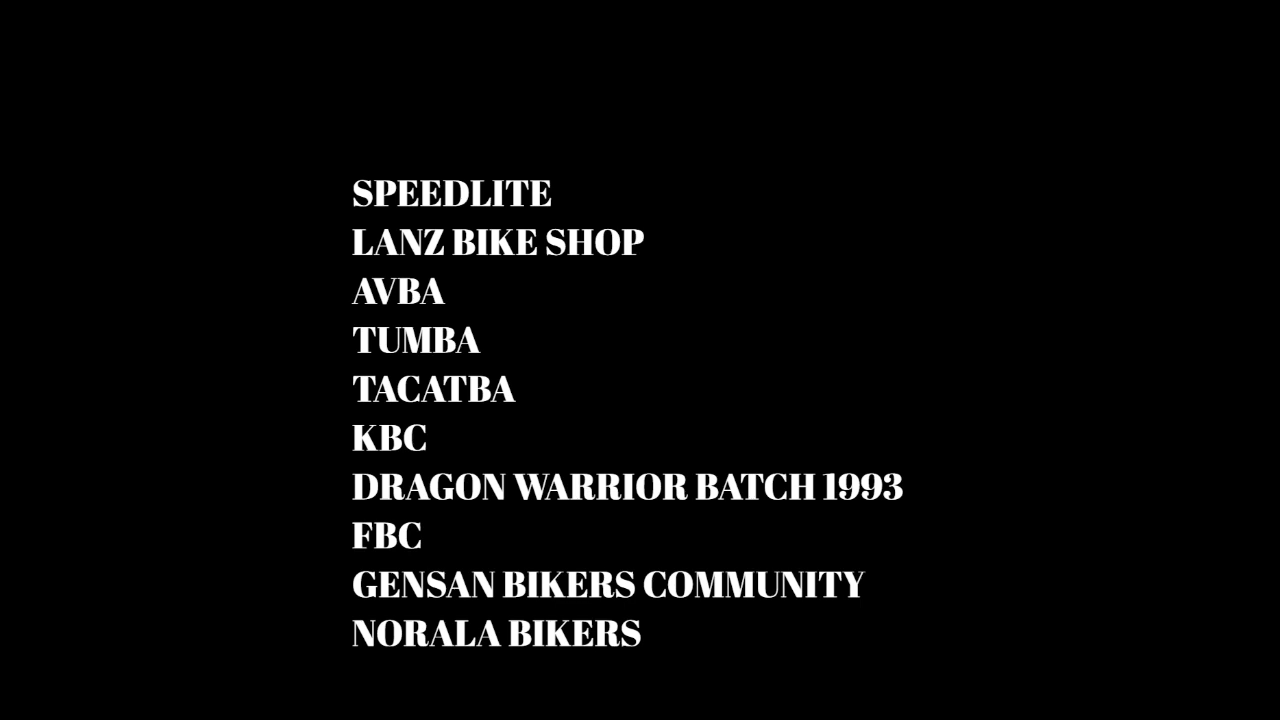 SPEEDLITE
LANZ BIKE SHOP
AVBA
TUMBA
TACATBA
KBC
DRAGON WARRIOR BATCH 1993
FBC
GENSAN BIKERS COMMUNITY
NORALA BIKERS